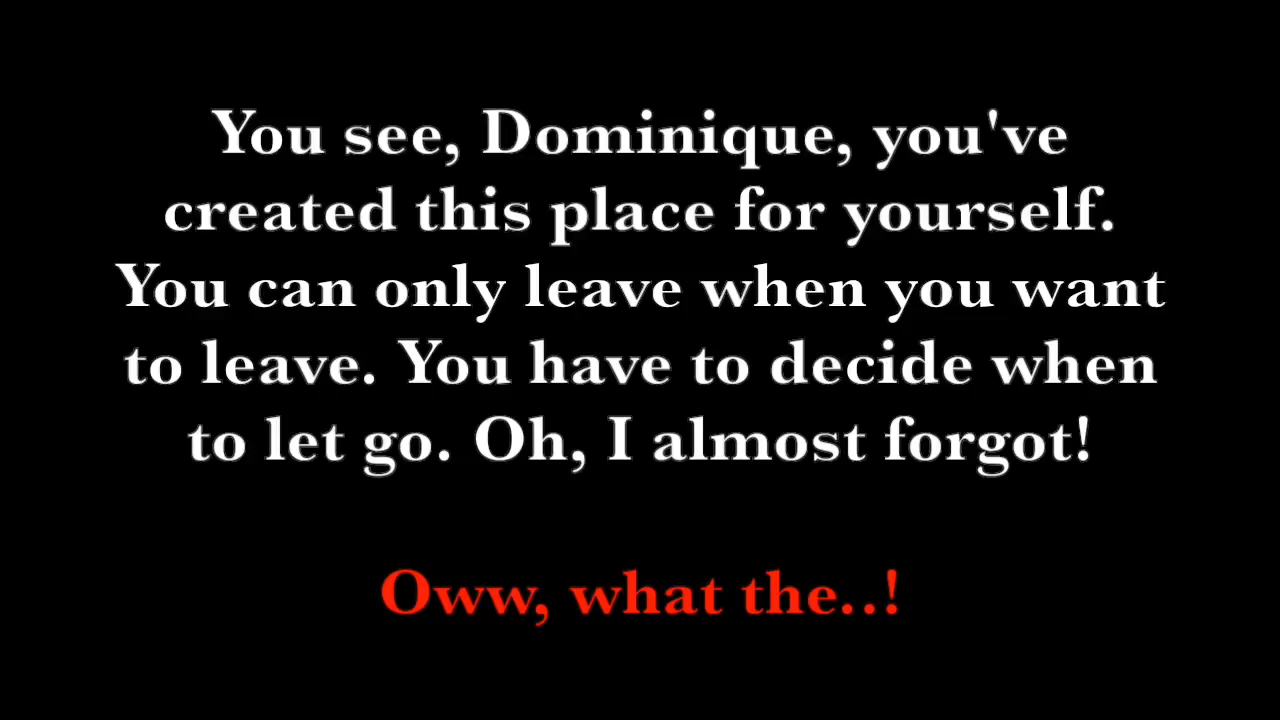 You see, Dominique, you've
created this place for yourself.
You can only leave when you want
to leave. You have to decide when
to let go. Oh, I almost forgot!
Oww, what the..!